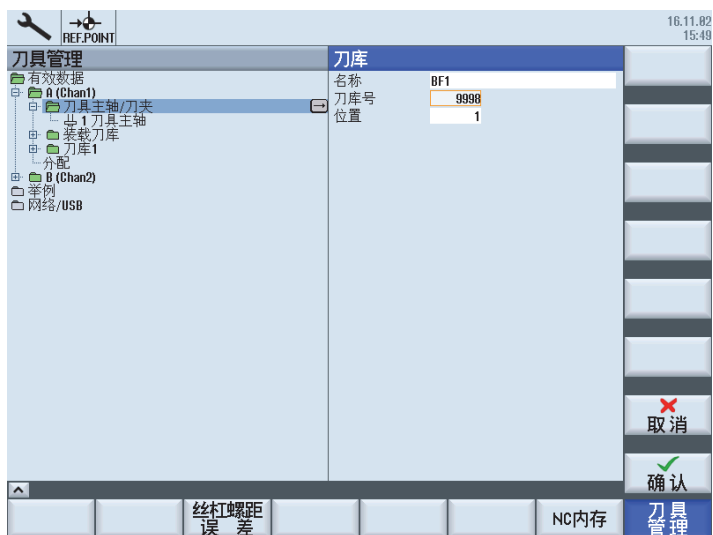 REF.POINT
16.11.82
15:49
刀具管理
有效数据
A (Chan1)
刀具主轴/刀夹
1 刀具主轴
装载刀库
刀库1
分配
B (Chan2)
举例
网络/USB
刀库
名称 BF1
刀库号 9998
位置 1
取消
确认
丝杠螺距
误 差
NC内存
刀具
管理